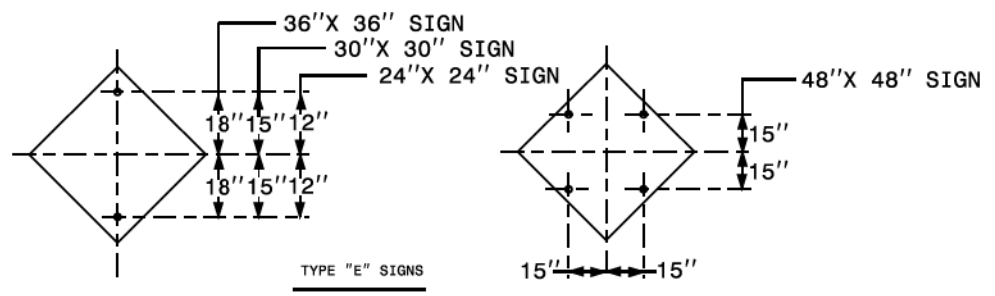 36"X 36" SIGN
30"X 30" SIGN
24"X 24" SIGN
48"X 48" SIGN
18" 15" 12"
15"
18" 15" 12"
15"
15" 15"
TYPE "E" SIGNS